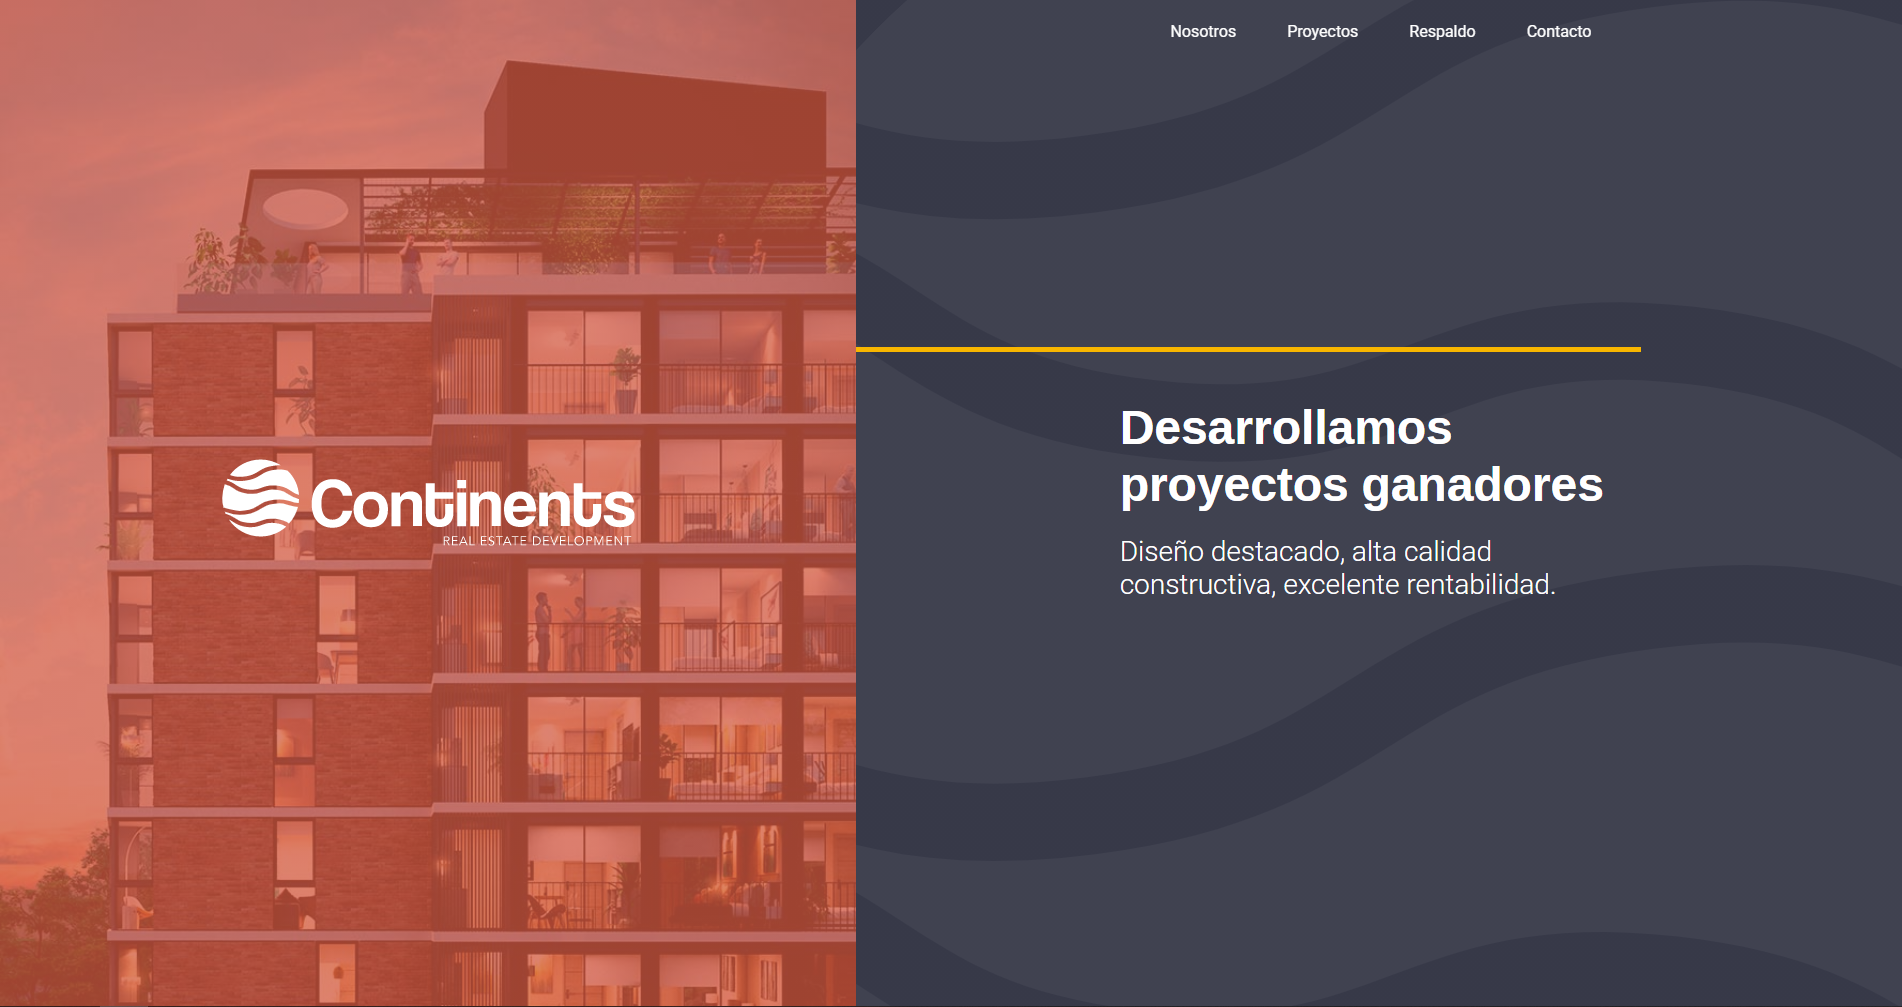 Nosotros Proyectos Respaldo Contacto
Continents
REAL ESTATE DEVELOPMENT
Desarrollamos
proyectos ganadores
Diseño destacado, alta calidad
constructiva, excelente rentabilidad.